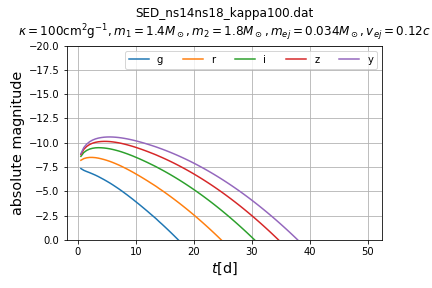 SED_ns14ns18_kappa100.dat
κ = 100cm²g⁻¹, m₁ = 1.4M⊙, m₂ = 1.8M⊙, mₑⱼ = 0.034M⊙, vₑⱼ = 0.12c
g r i z y
absolute magnitude
−20.0
−17.5
−15.0
−12.5
−10.0
−7.5
−5.0
−2.5
0.0
0 10 20 30 40 50
t[d]